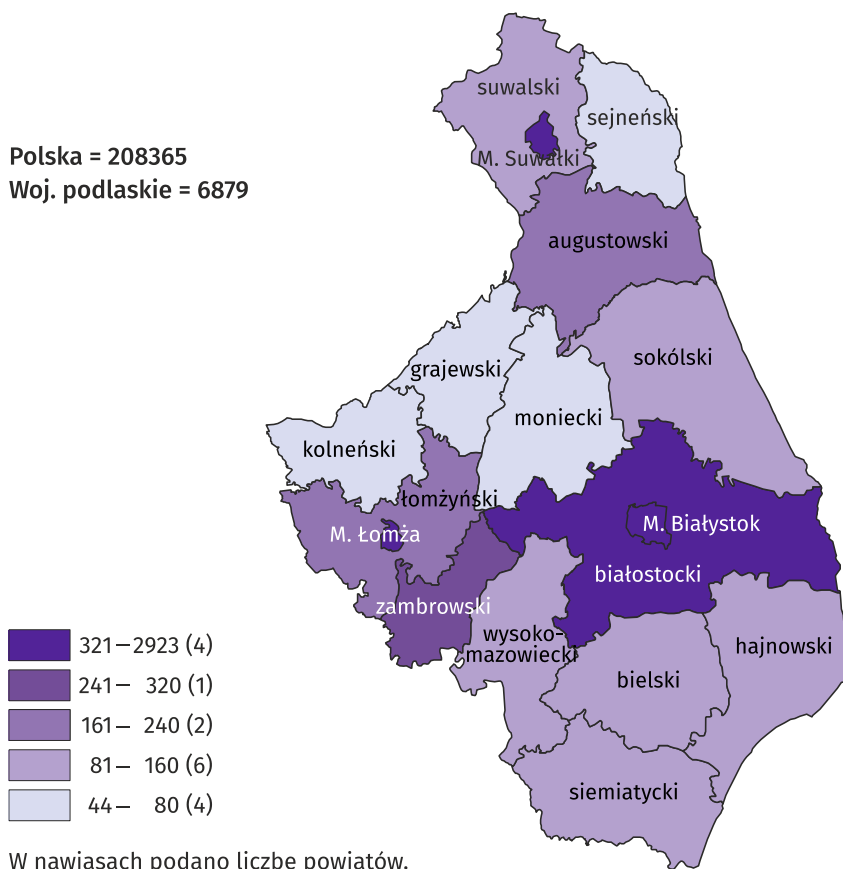 Polska = 208365
Woj. podlaskie = 6879
suwalski
sejneński
M. Suwałki
augustowski
sokólski
grajewski
moniecki
kolneński
łomżyński
M. Łomża
M. Białystok
białostocki
zambrowski
wysoko-
mazowiecki
hajnowski
bielski
siemiatycki
321–2923 (4)
241– 320 (1)
161– 240 (2)
81– 160 (6)
44– 80 (4)
W nawiasach podano liczbę powiatów.